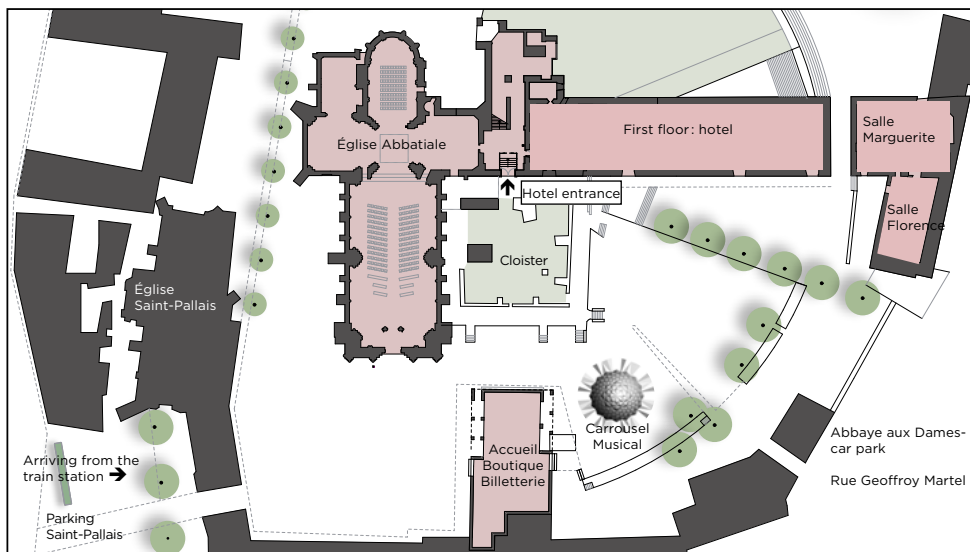 Église Abbatiale
First floor: hotel
Salle
Marguerite
Hotel entrance
Salle
Florence
Cloister
Église
Saint-Pallais
Carrousel
Musical
Accueil
Boutique
Billetterie
Abbaye aux Dames-
car park
Rue Geoffroy Martel
Arriving from the
train station →
Parking
Saint-Pallais